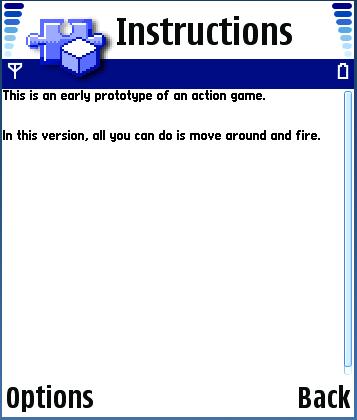 Instructions
This is an early prototype of an action game.
In this version, all you can do is move around and fire.
Options
Back